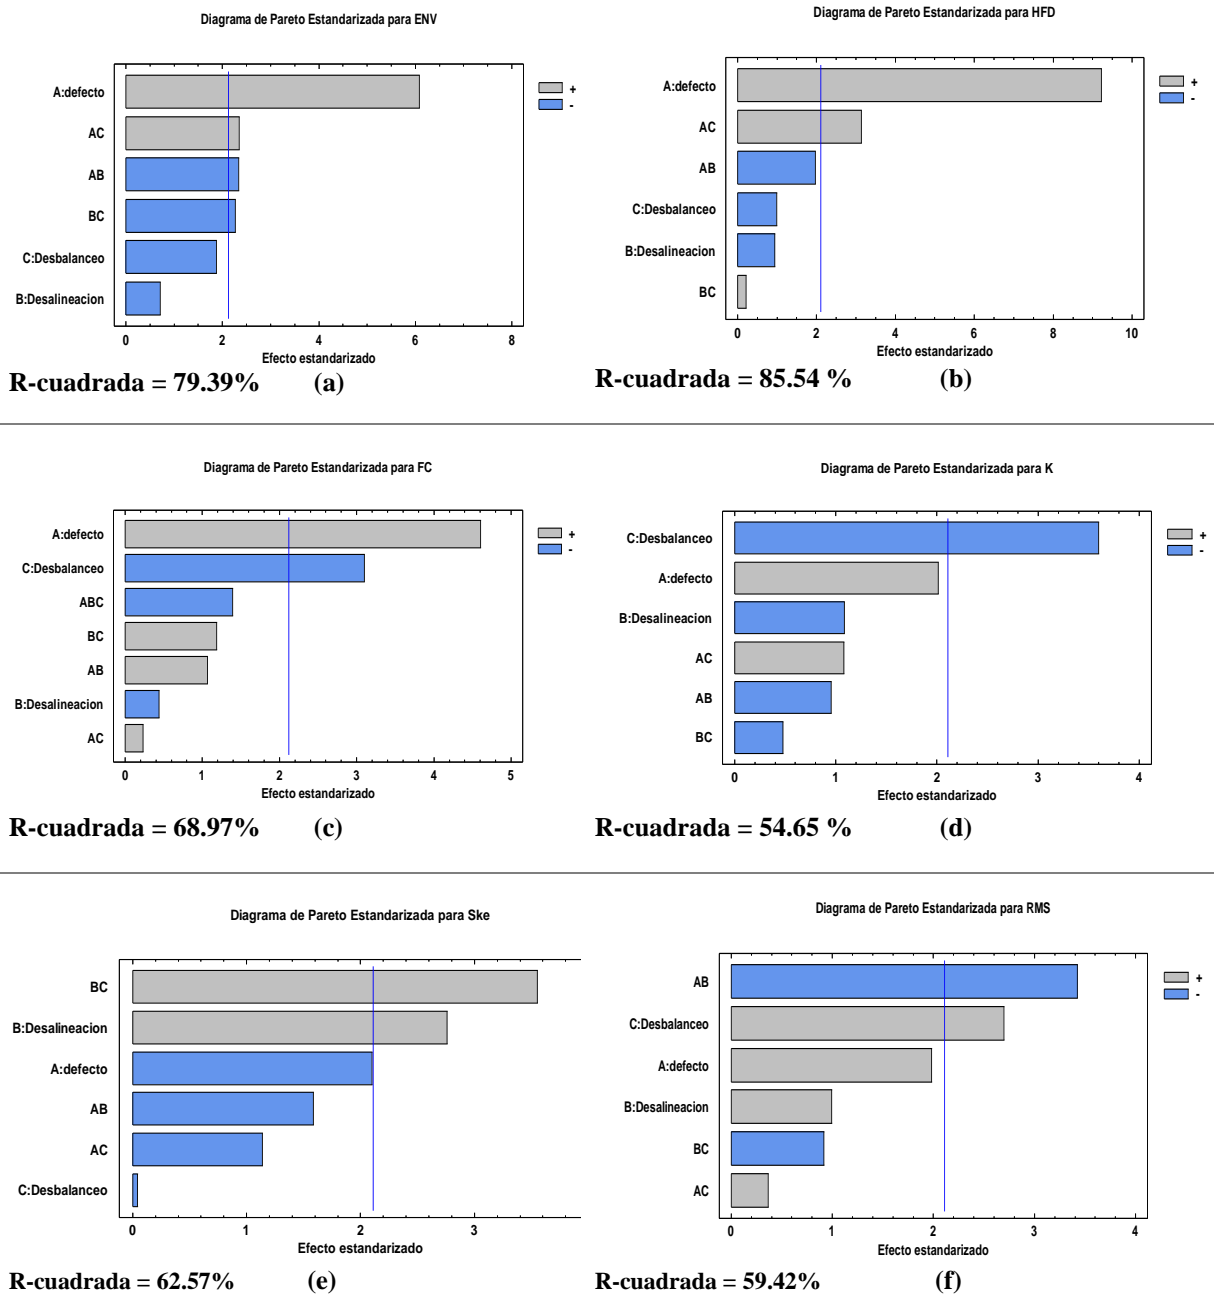 Diagrama de Pareto Estandarizada para ENV
A:defecto
AC
AB
BC
C:Desbalanceo
B:Desalineacion
+
-
0 2 4 6 8
Efecto estandarizado
R-cuadrada = 79.39% (a)
Diagrama de Pareto Estandarizada para HFD
A:defecto
AC
AB
C:Desbalanceo
B:Desalineacion
BC
+
-
0 2 4 6 8 10
Efecto estandarizado
R-cuadrada = 85.54 % (b)
Diagrama de Pareto Estandarizada para FC
A:defecto
C:Desbalanceo
ABC
BC
AB
B:Desalineacion
AC
+
-
0 1 2 3 4 5
Efecto estandarizado
R-cuadrada = 68.97% (c)
Diagrama de Pareto Estandarizada para K
C:Desbalanceo
A:defecto
B:Desalineacion
AC
AB
BC
+
-
0 1 2 3 4
Efecto estandarizado
R-cuadrada = 54.65 % (d)
Diagrama de Pareto Estandarizada para Ske
BC
B:Desalineacion
A:defecto
AB
AC
C:Desbalanceo
0 1 2 3
Efecto estandarizado
R-cuadrada = 62.57% (e)
Diagrama de Pareto Estandarizada para RMS
AB
C:Desbalanceo
A:defecto
B:Desalineacion
BC
AC
+
-
0 1 2 3 4
Efecto estandarizado
R-cuadrada = 59.42% (f)